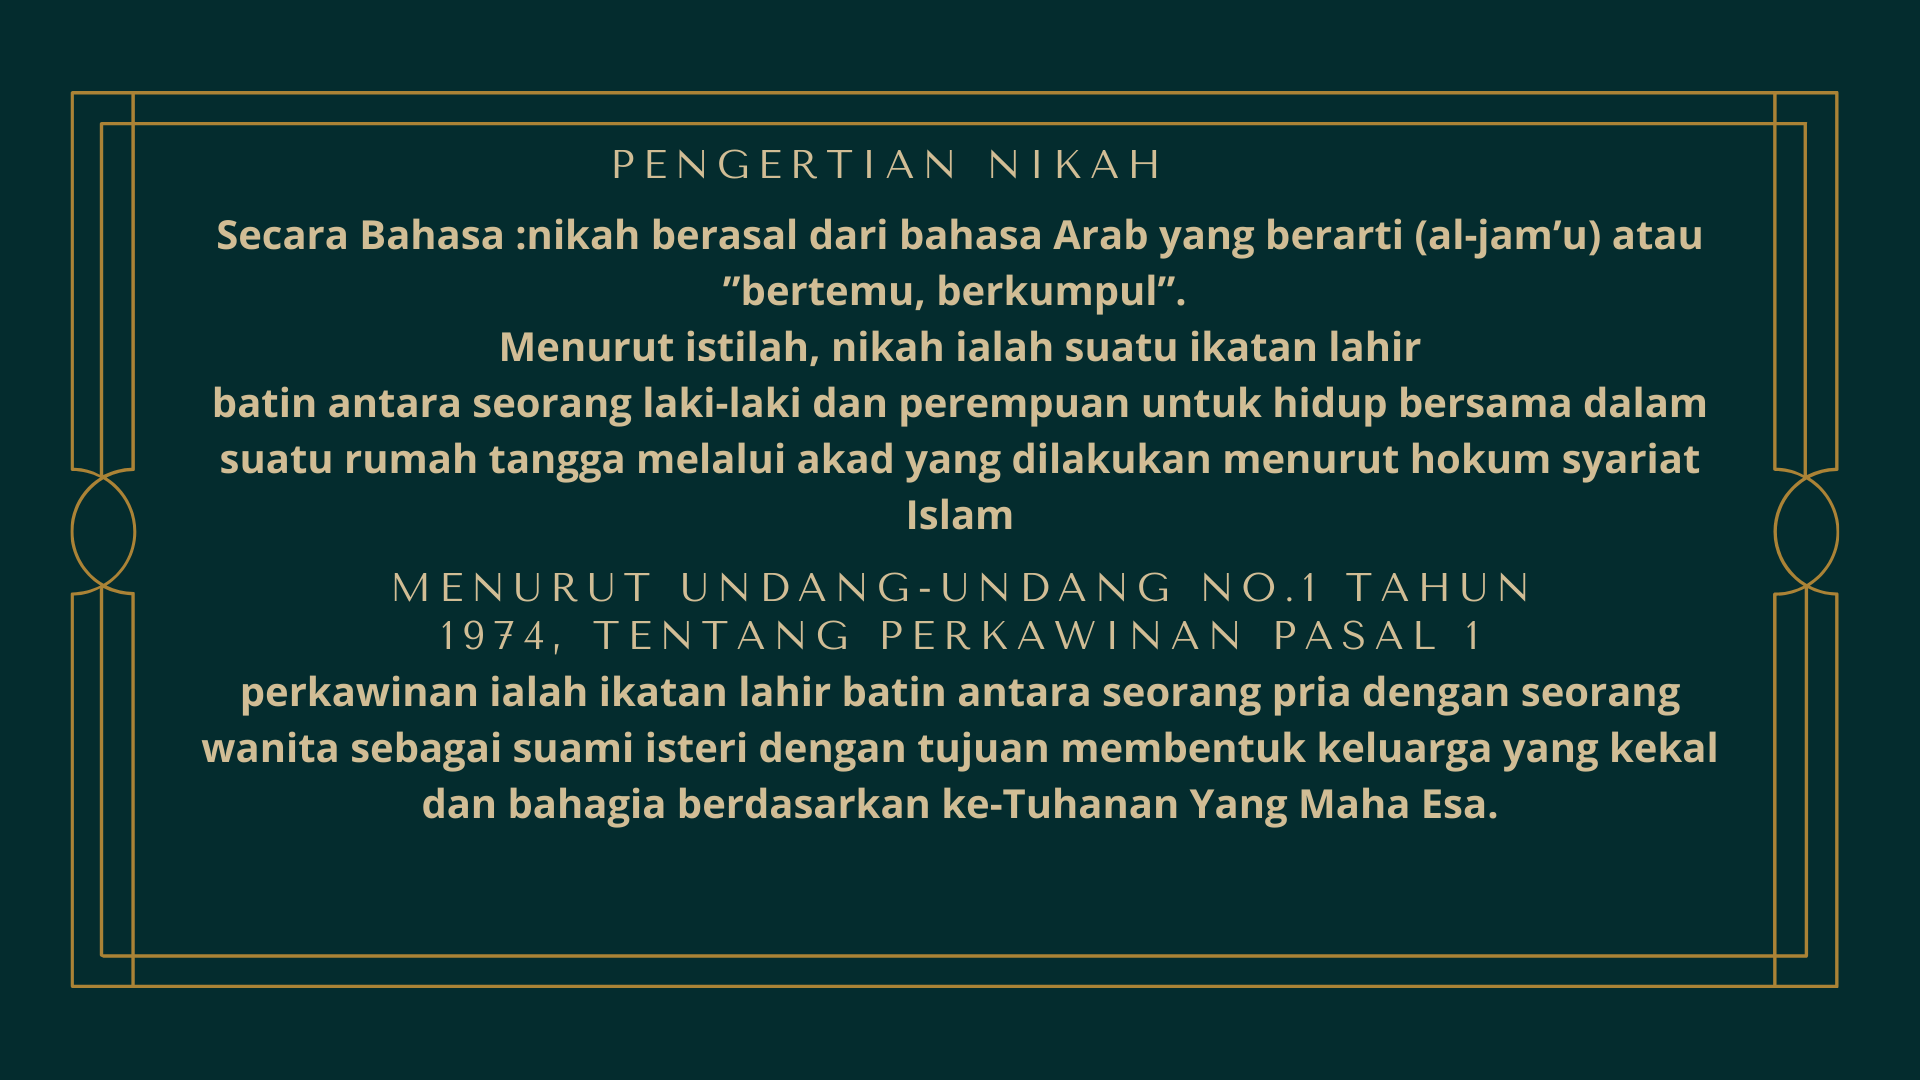 PENGERTIAN NIKAH
Secara Bahasa :nikah berasal dari bahasa Arab yang berarti (al-jam’u) atau
”bertemu, berkumpul”.
Menurut istilah, nikah ialah suatu ikatan lahir
batin antara seorang laki-laki dan perempuan untuk hidup bersama dalam
suatu rumah tangga melalui akad yang dilakukan menurut hokum syariat
Islam
MENURUT UNDANG-UNDANG NO.1 TAHUN
1974, TENTANG PERKAWINAN PASAL 1
perkawinan ialah ikatan lahir batin antara seorang pria dengan seorang
wanita sebagai suami isteri dengan tujuan membentuk keluarga yang kekal
dan bahagia berdasarkan ke-Tuhanan Yang Maha Esa.